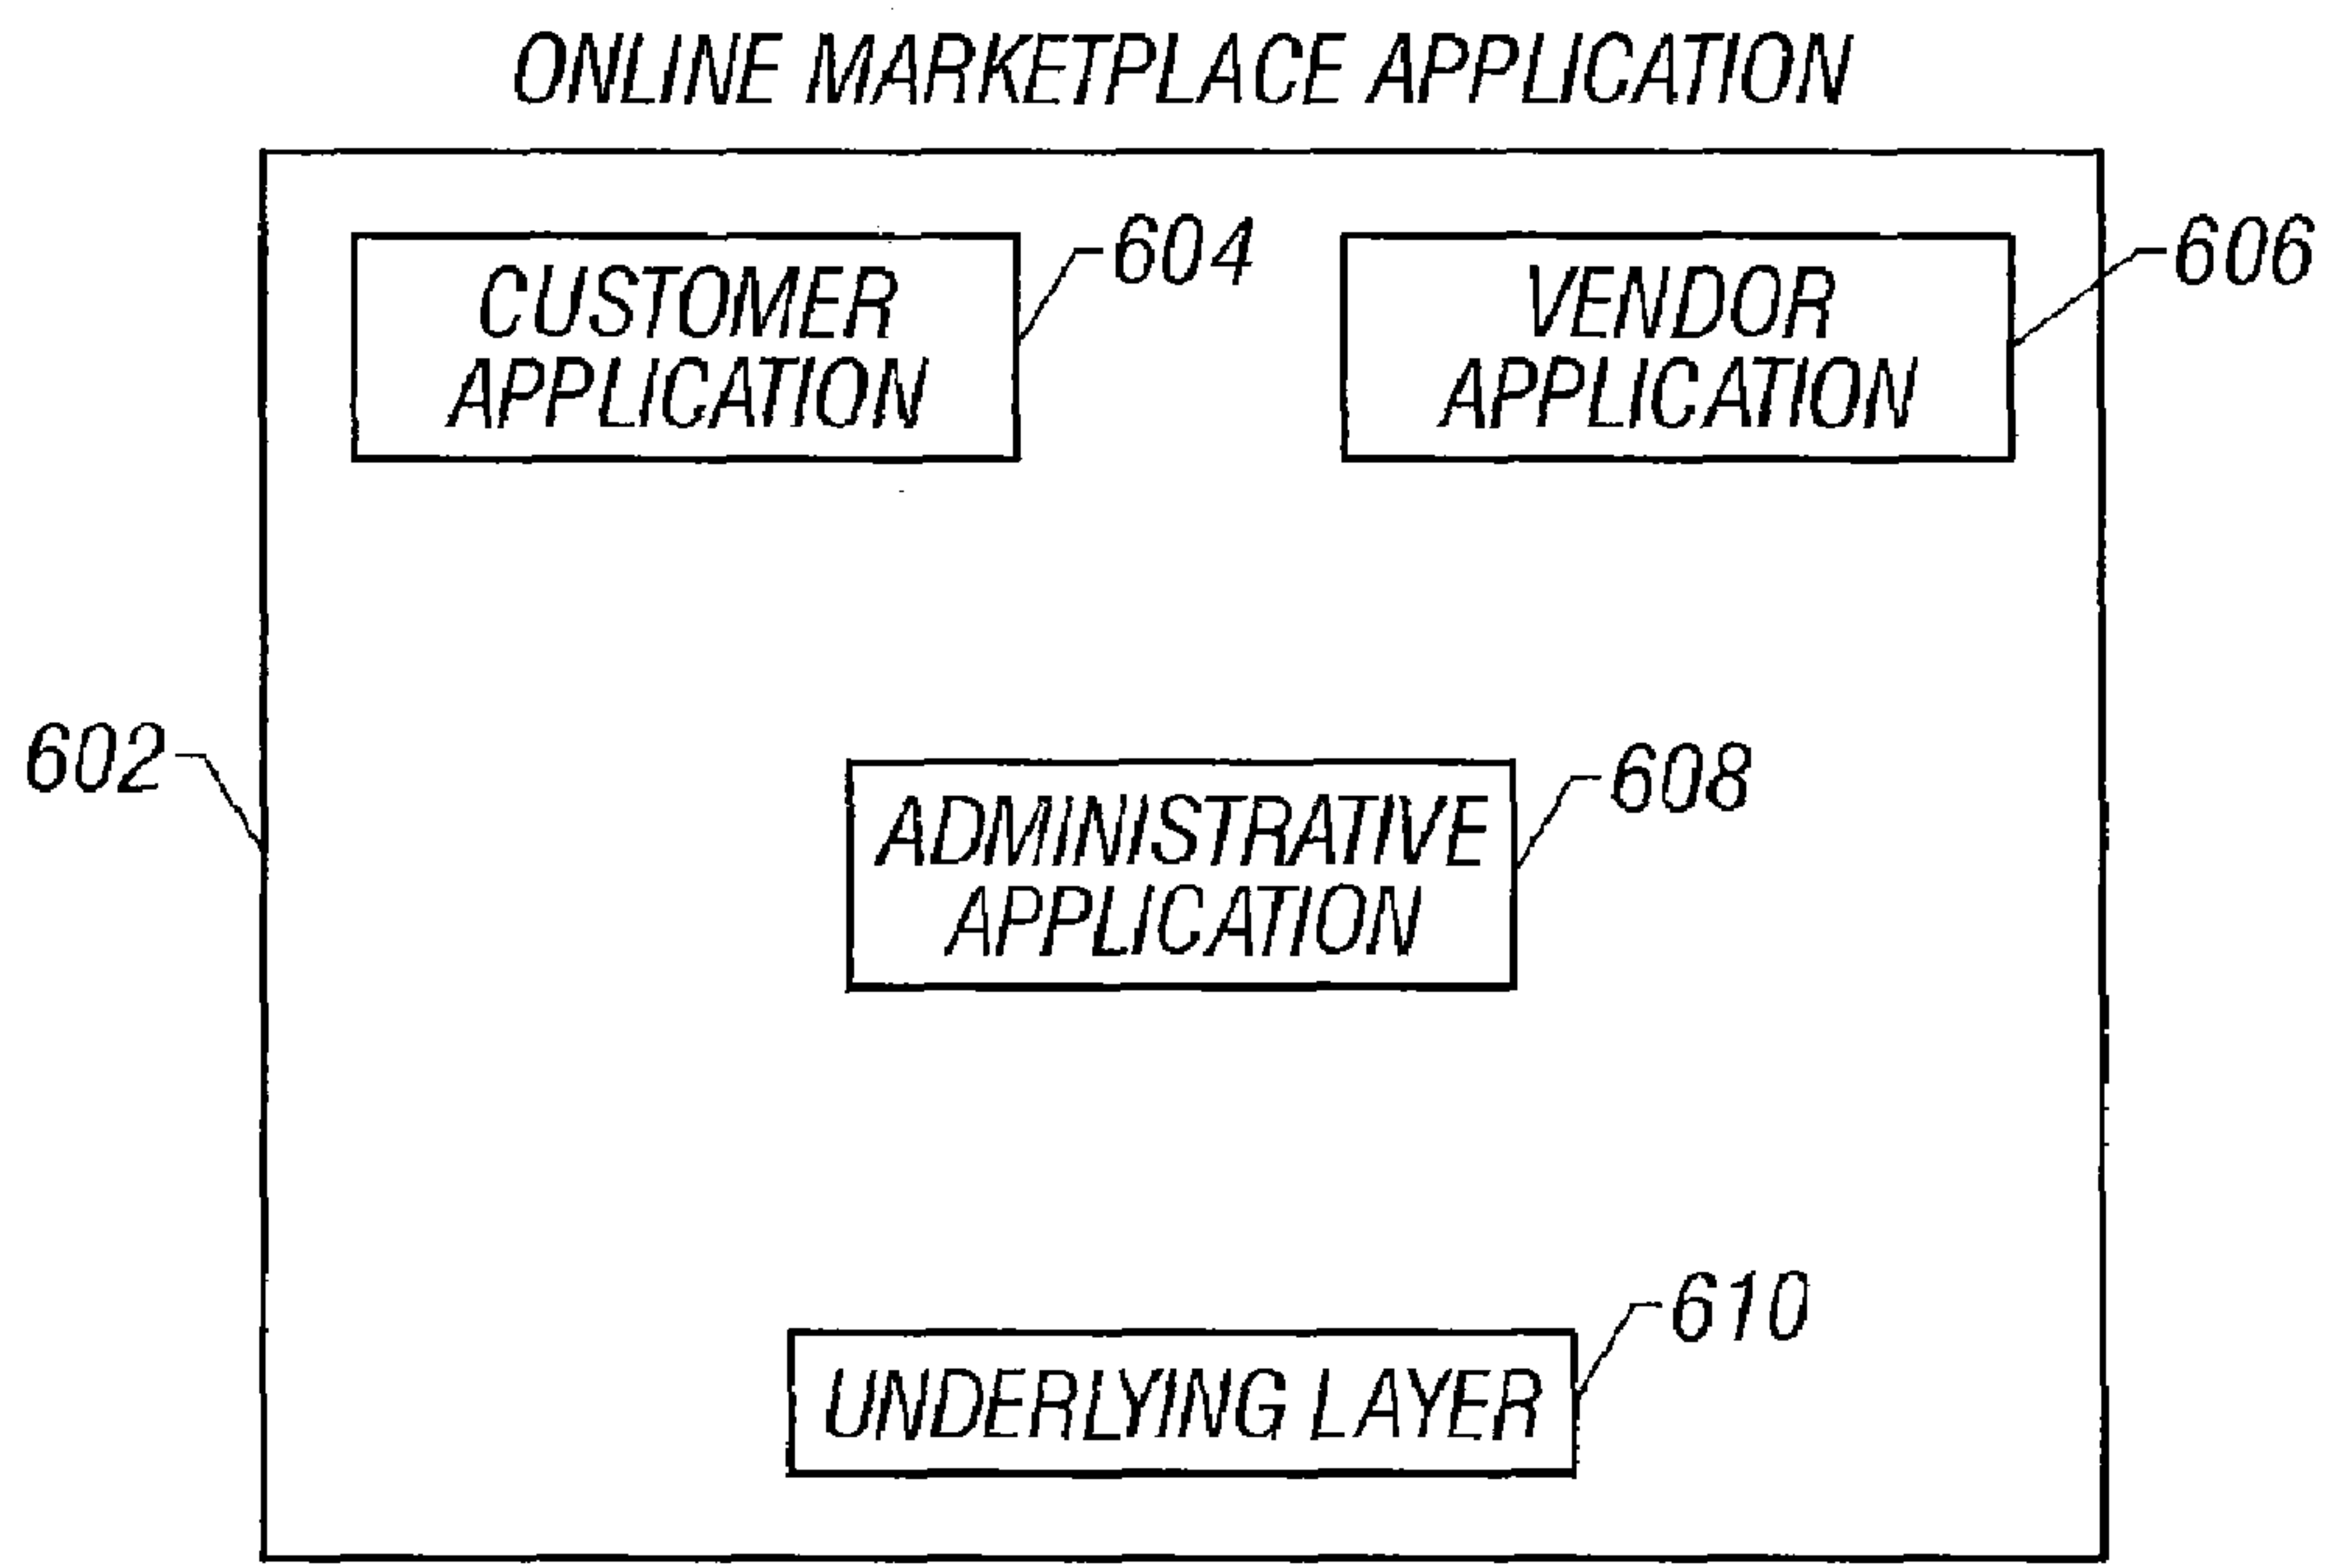 ONLINE MARKETPLACE APPLICATION
CUSTOMER
APPLICATION
604
VENDOR
APPLICATION
606
602
ADMINISTRATIVE
APPLICATION
608
UNDERLYING LAYER
610